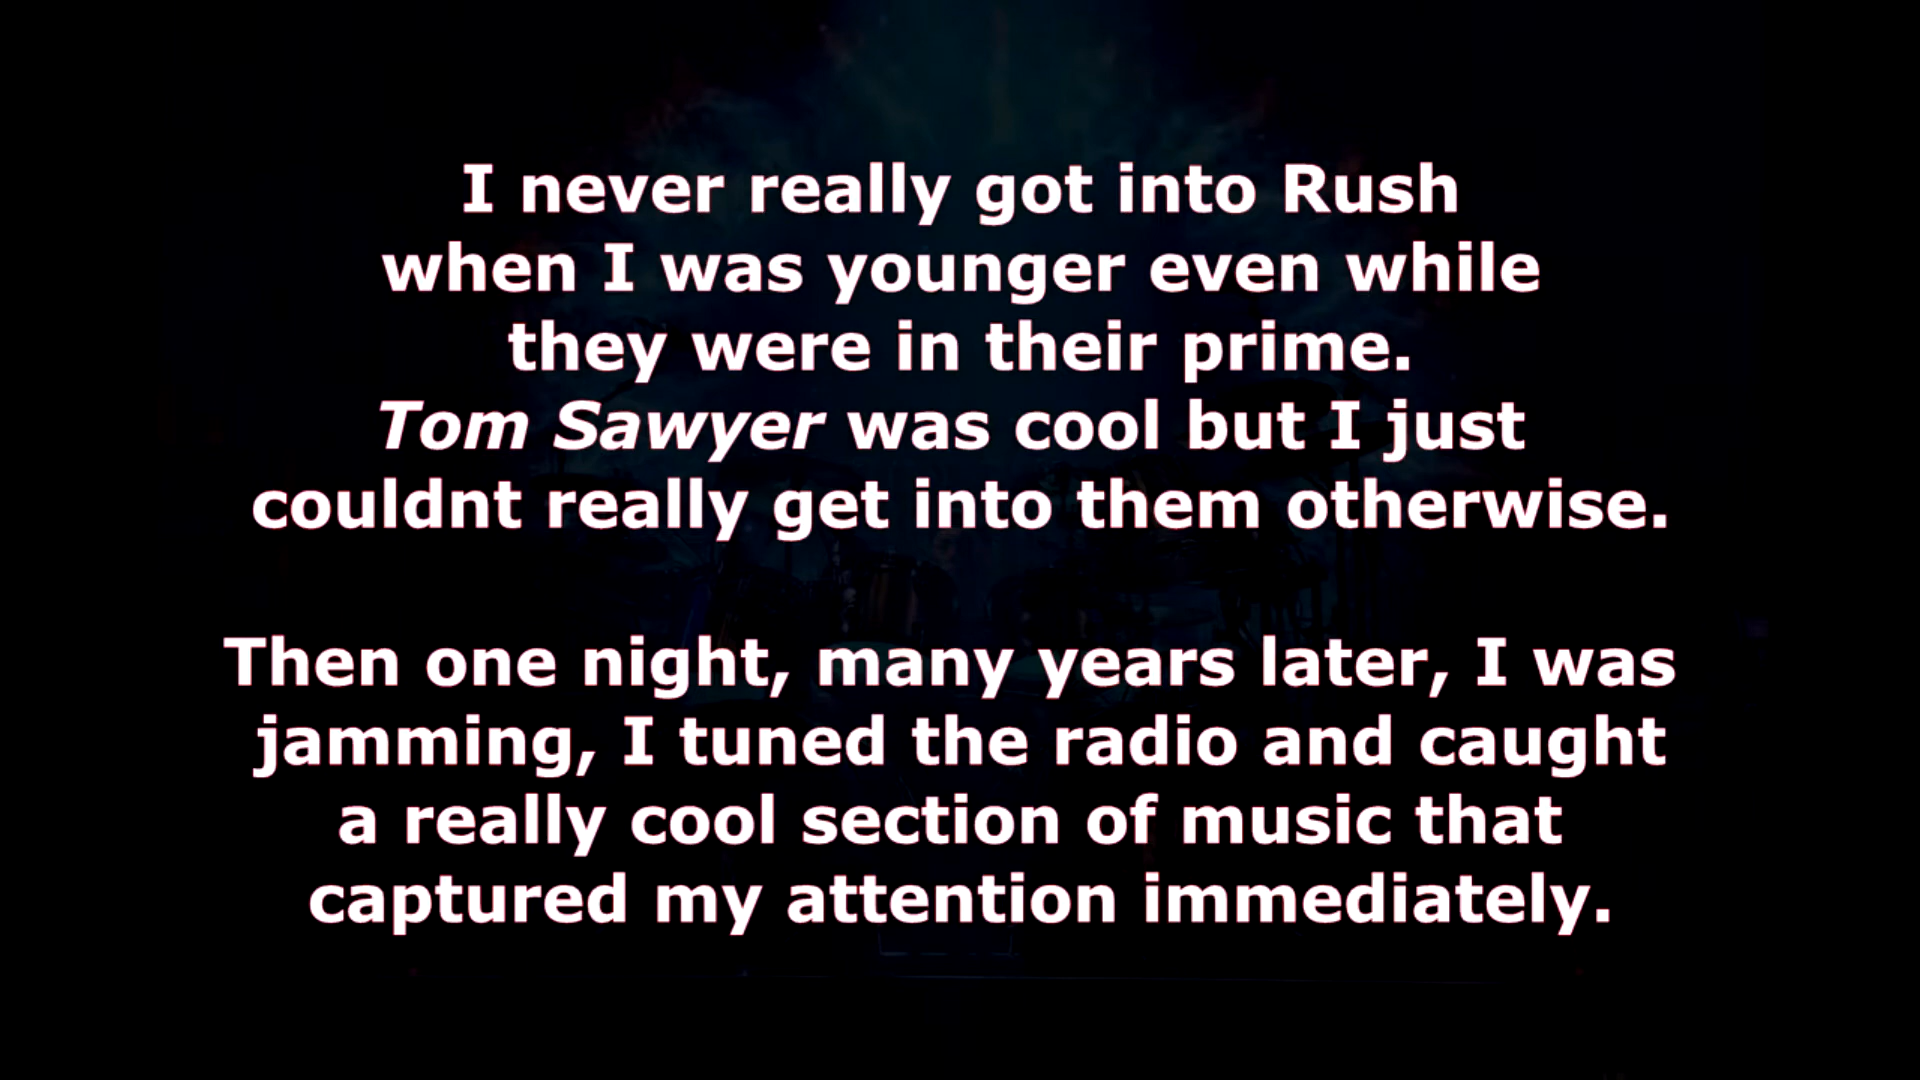 I never really got into Rush
when I was younger even while
they were in their prime.
Tom Sawyer was cool but I just
couldnt really get into them otherwise.
Then one night, many years later, I was
jamming, I tuned the radio and caught
a really cool section of music that
captured my attention immediately.